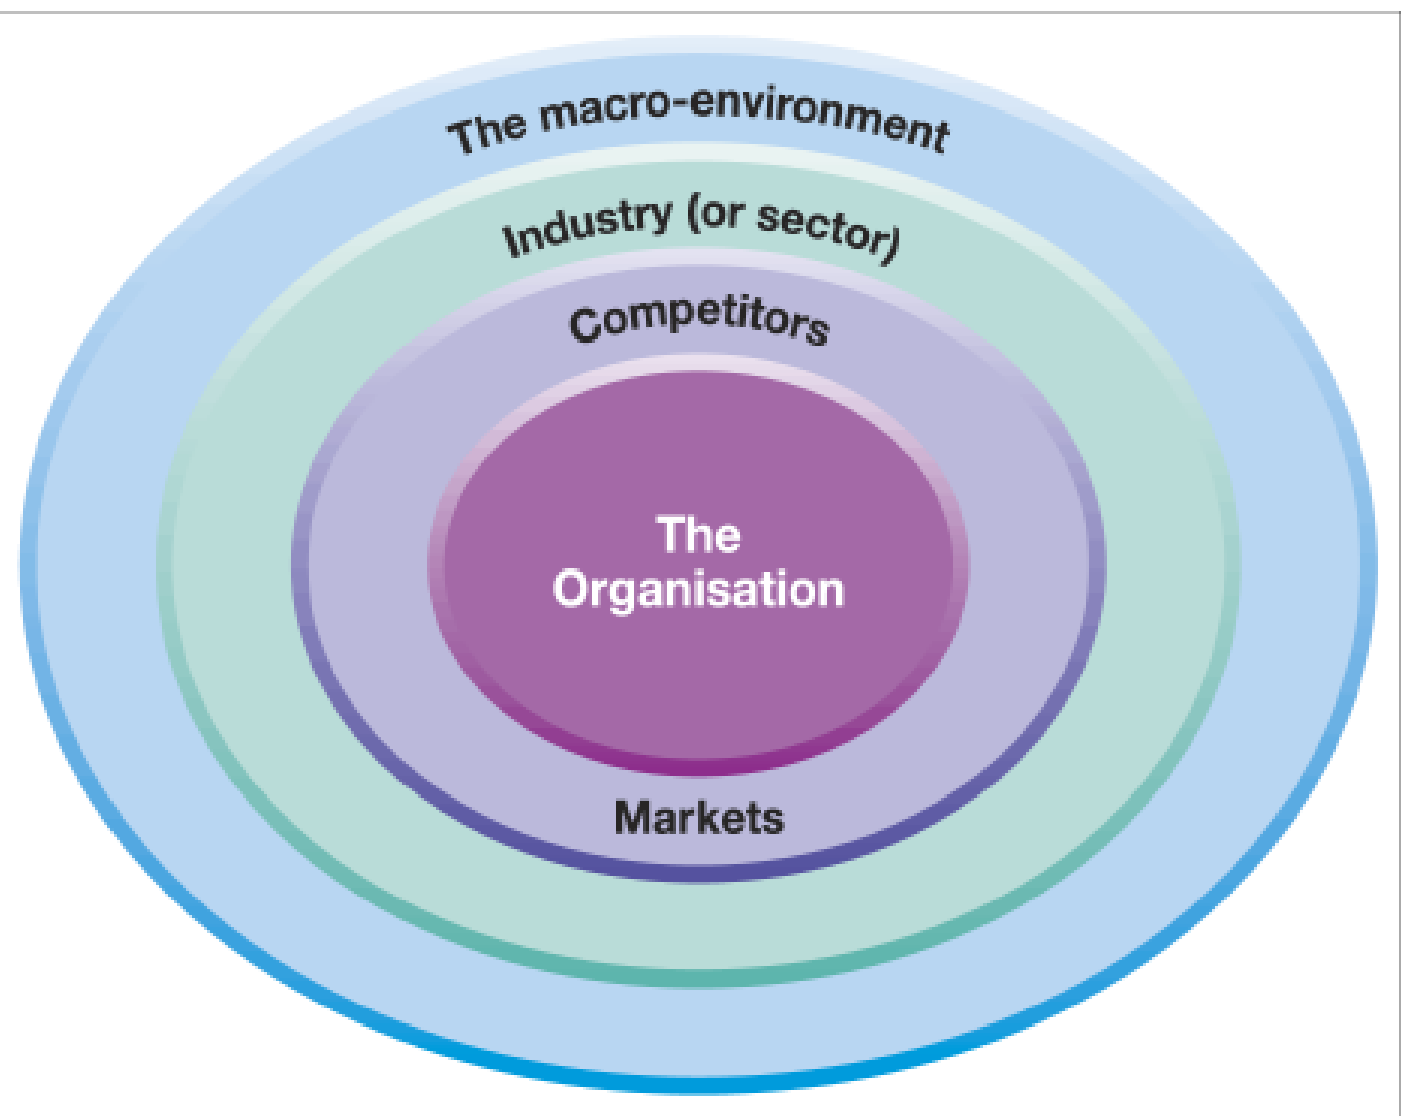 The macro-environment
Industry (or sector)
Competitors
The
Organisation
Markets